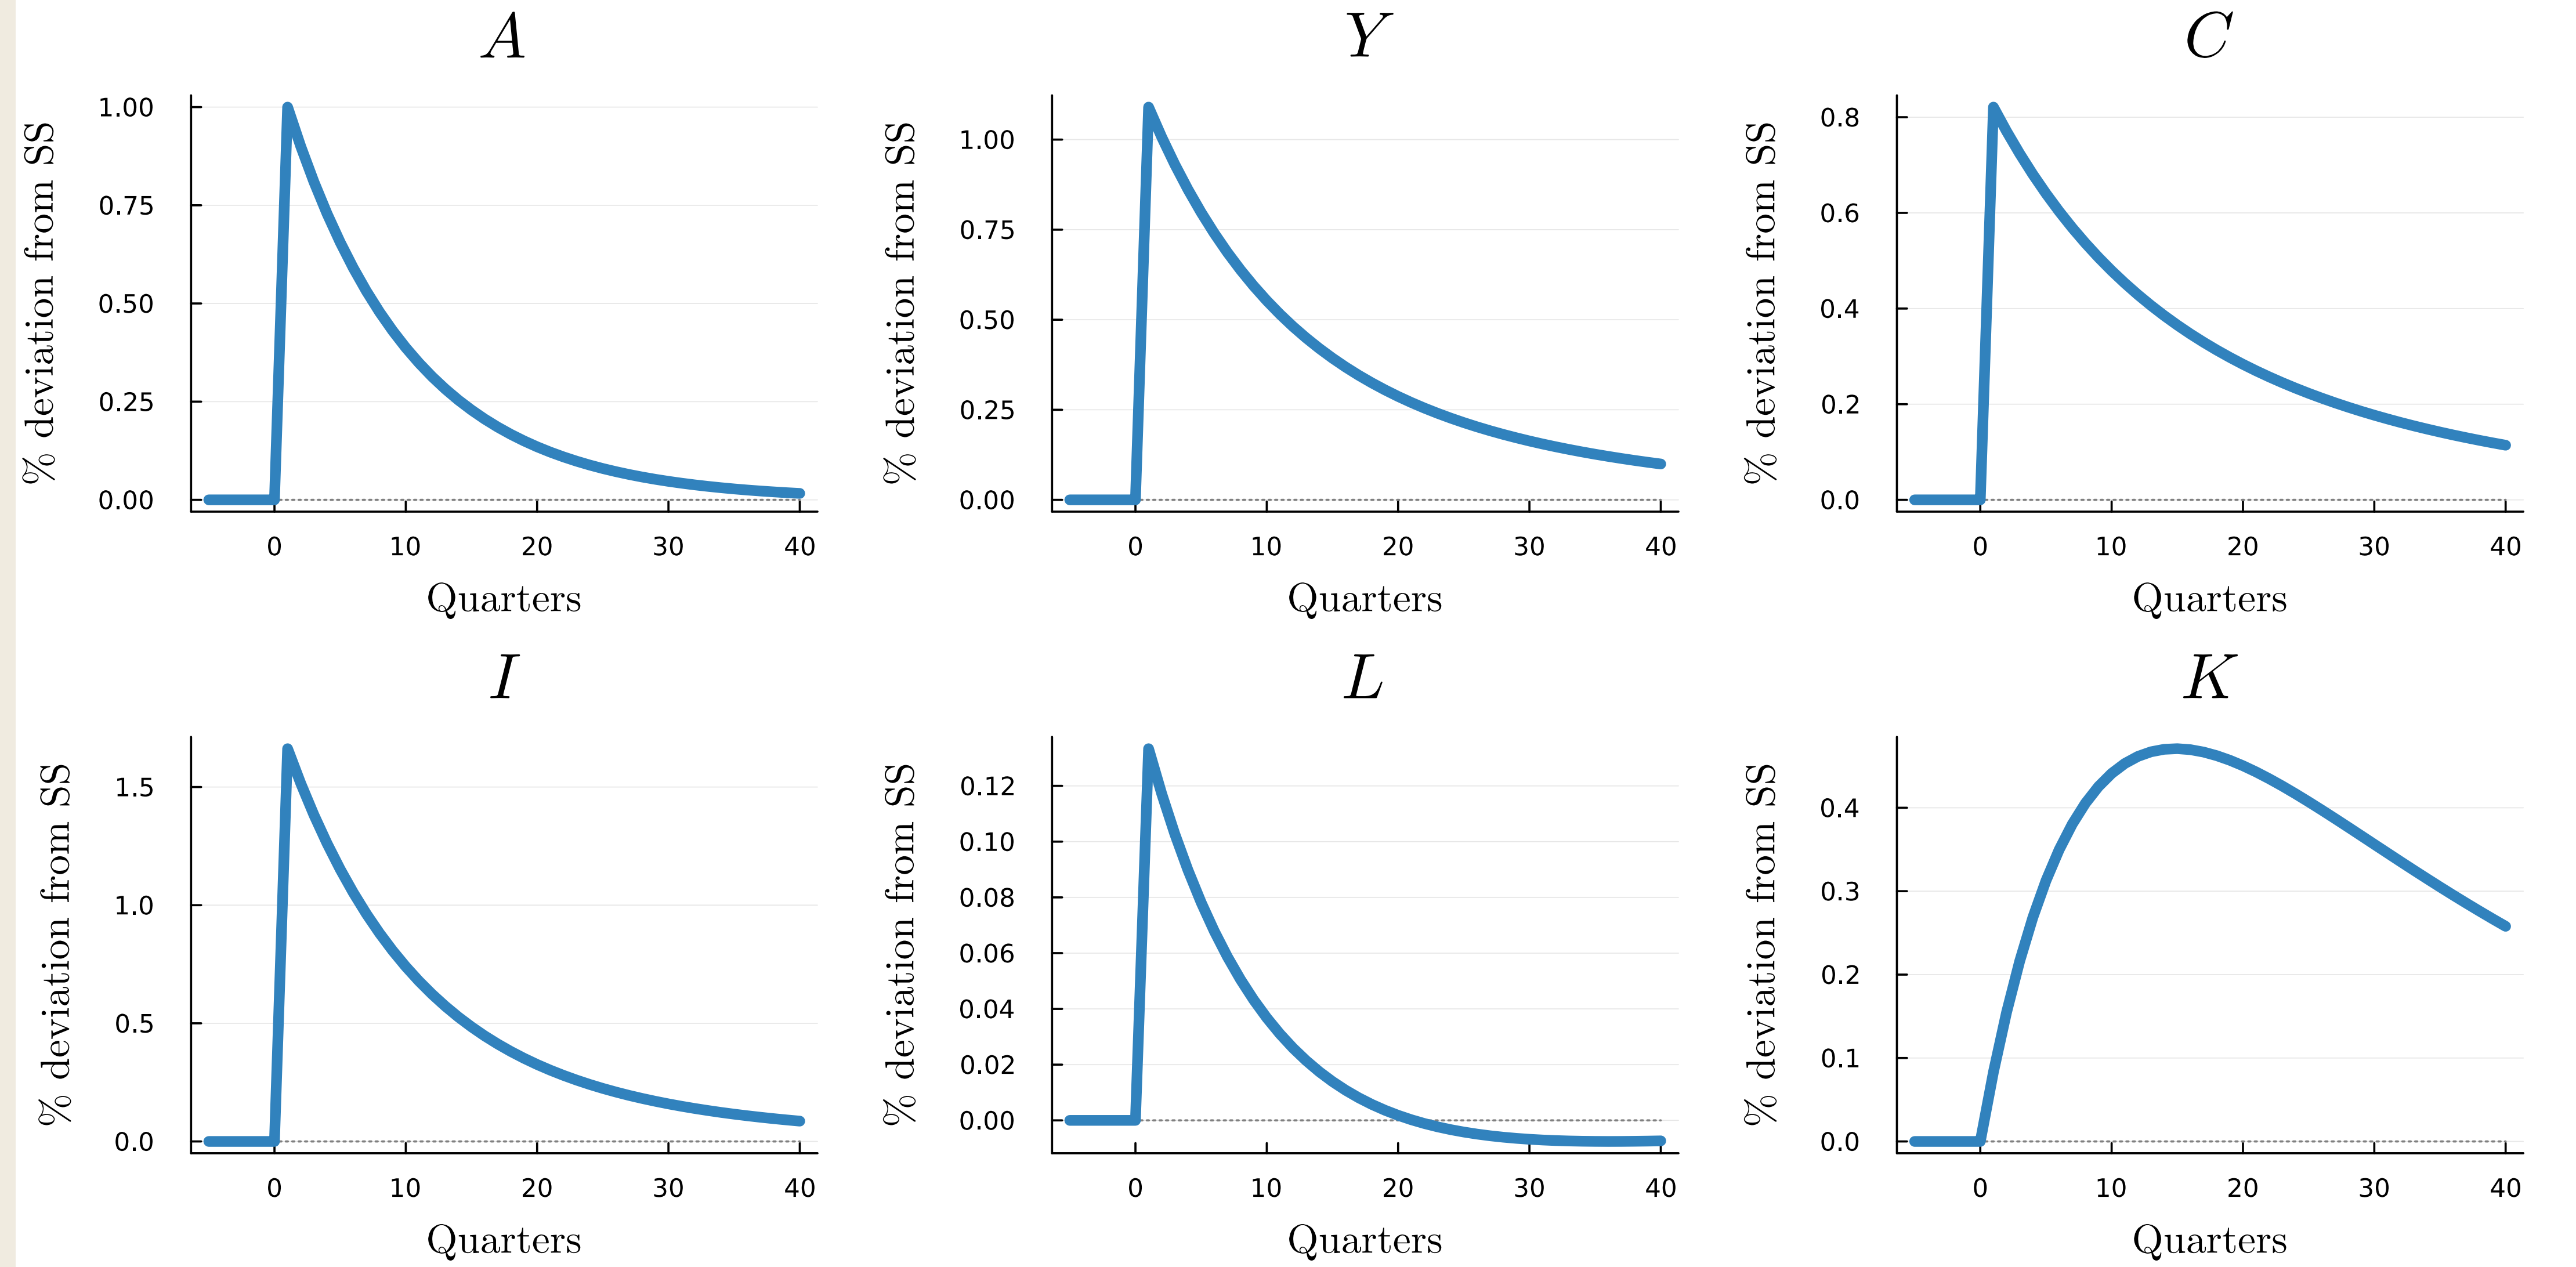 A
% deviation from SS
1.00
0.75
0.50
0.25
0.00
0 10 20 30 40
Quarters
Y
% deviation from SS
1.00
0.75
0.50
0.25
0.00
0 10 20 30 40
Quarters
C
% deviation from SS
0.8
0.6
0.4
0.2
0.0
0 10 20 30 40
Quarters
I
% deviation from SS
1.5
1.0
0.5
0.0
0 10 20 30 40
Quarters
L
% deviation from SS
0.12
0.10
0.08
0.06
0.04
0.02
0.00
0 10 20 30 40
Quarters
K
% deviation from SS
0.4
0.3
0.2
0.1
0.0
0 10 20 30 40
Quarters